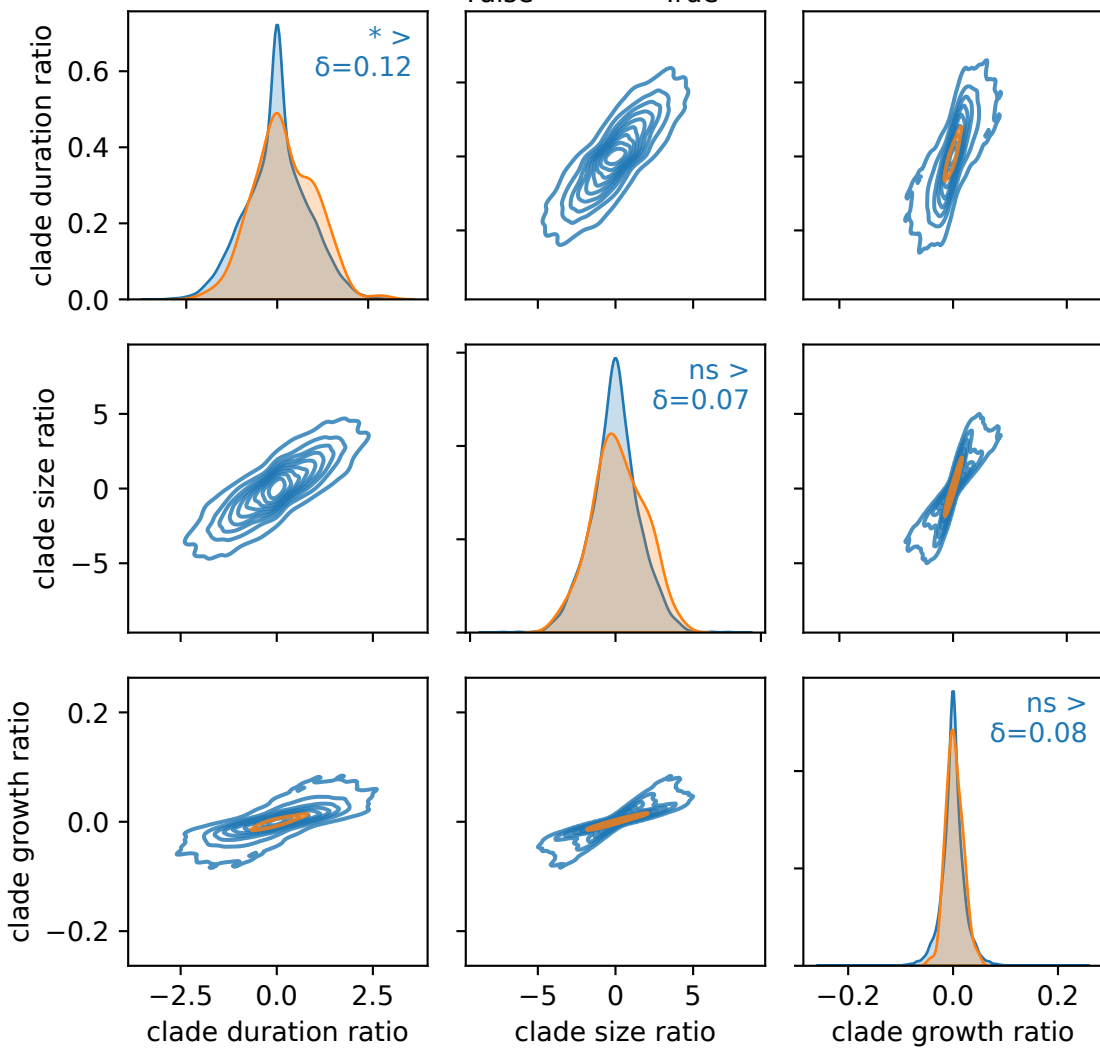 clade duration ratio
0.6
0.4
0.2
0.0
* >
δ=0.12
clade size ratio
5
0
−5
ns >
δ=0.07
clade growth ratio
0.2
0.0
−0.2
ns >
δ=0.08
−2.5 0.0 2.5
−5 0 5
−0.2 0.0 0.2
clade duration ratio
clade size ratio
clade growth ratio